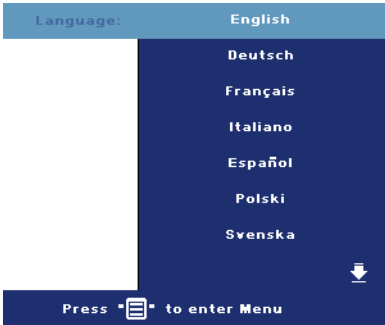 Language: English
Deutsch
Français
Italiano
Español
Polski
Svenska
Press "" to enter Menu